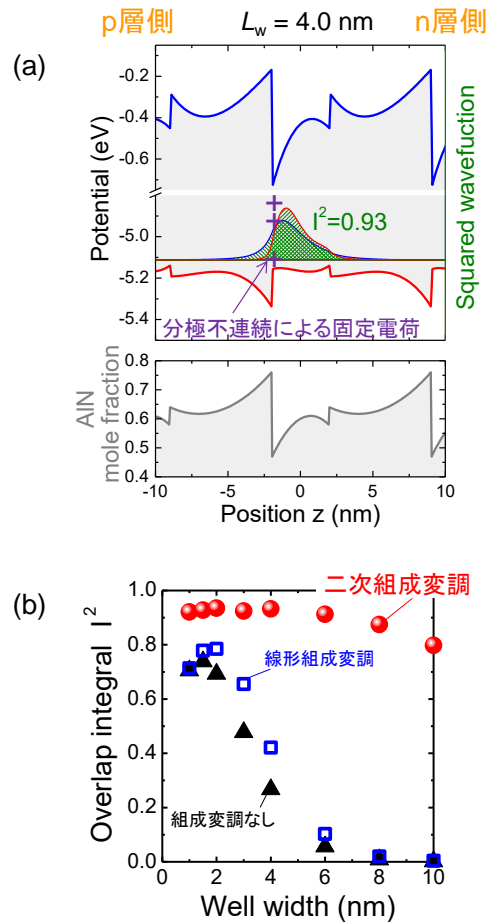 p層側 L_w = 4.0 nm n層側
(a)
Potential (eV)
-0.2
-0.4
-0.6
-5.0
-5.2
-5.4
I²=0.93
分極不連続による固定電荷
Squared wavefuction
AlN
mole fraction
0.8
0.7
0.6
0.5
0.4
-10 -5 0 5 10
Position z (nm)
(b)
二次組成変調
線形組成変調
組成変調なし
Overlap integral I²
1.0
0.8
0.6
0.4
0.2
0.0
0 2 4 6 8 10
Well width (nm)